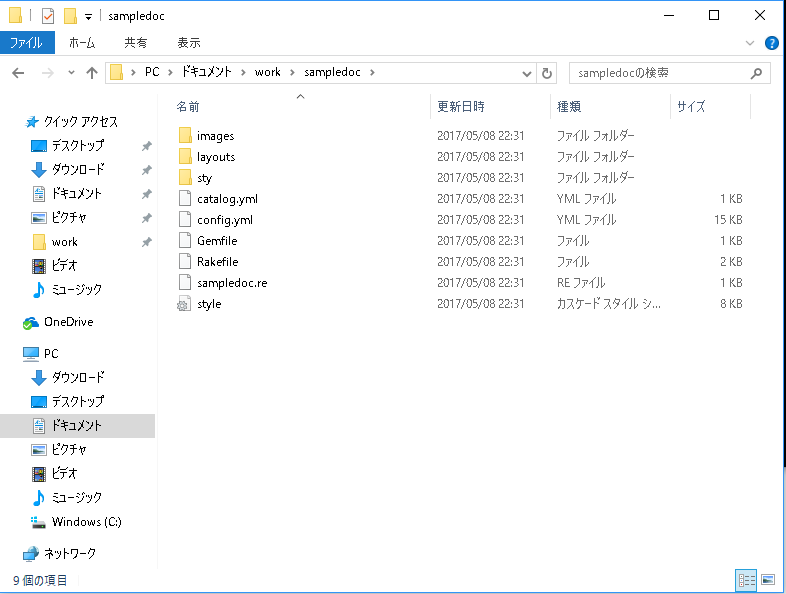 sampledoc
ファイル ホーム 共有 表示
PC ドキュメント work sampledoc sampledocの検索
名前 更新日時 種類 サイズ
クイック アクセス
デスクトップ
ダウンロード
ドキュメント
ピクチャ
work
ビデオ
ミュージック
OneDrive
PC
ダウンロード
デスクトップ
ドキュメント
ピクチャ
ビデオ
ミュージック
Windows (C:)
ネットワーク
images 2017/05/08 22:31 ファイル フォルダー
layouts 2017/05/08 22:31 ファイル フォルダー
sty 2017/05/08 22:31 ファイル フォルダー
catalog.yml 2017/05/08 22:31 YML ファイル 1 KB
config.yml 2017/05/08 22:31 YML ファイル 15 KB
Gemfile 2017/05/08 22:31 ファイル 1 KB
Rakefile 2017/05/08 22:31 ファイル 2 KB
sampledoc.re 2017/05/08 22:31 RE ファイル 1 KB
style 2017/05/08 22:31 カスケード スタイル シ... 8 KB
9 個の項目